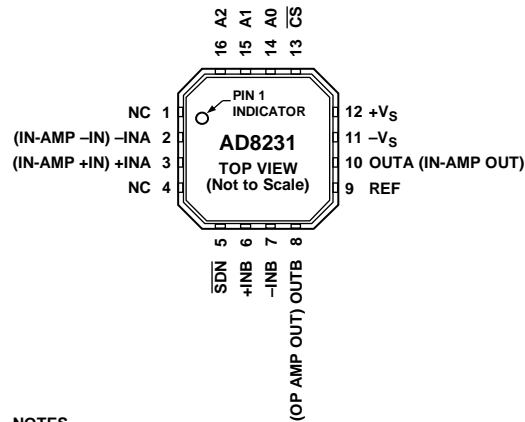 16 A2
15 A1
14 A0
13 C̅S̅
NC 1
(IN-AMP –IN) –INA 2
(IN-AMP +IN) +INA 3
NC 4
PIN 1
INDICATOR
AD8231
TOP VIEW
(Not to Scale)
12 +VS
11 –VS
10 OUTA (IN-AMP OUT)
9 REF
S̅D̅N̅ 5
+INB 6
–INB 7
(OP AMP OUT) OUTB 8
NOTES